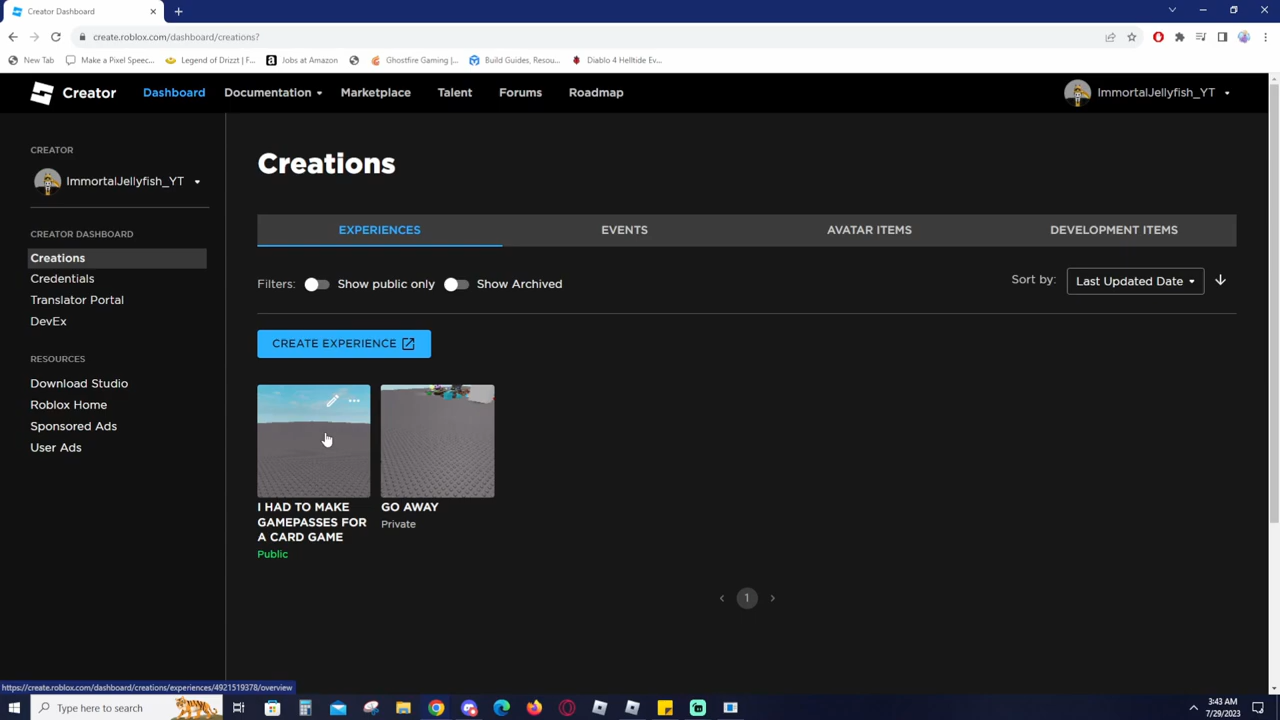 Creator Dashboard
create.roblox.com/dashboard/creations?
New Tab
Make a Pixel Speec...
Legend of Drizzt | F...
Jobs at Amazon
Ghostfire Gaming |...
Build Guides, Resou...
Diablo 4 Helltide Ev...
Creator
Dashboard
Documentation
Marketplace
Talent
Forums
Roadmap
ImmortalJellyfish_YT
CREATOR
ImmortalJellyfish_YT
CREATOR DASHBOARD
Creations
Credentials
Translator Portal
DevEx
RESOURCES
Download Studio
Roblox Home
Sponsored Ads
User Ads
Creations
EXPERIENCES
EVENTS
AVATAR ITEMS
DEVELOPMENT ITEMS
Filters:
Show public only
Show Archived
Sort by:
Last Updated Date
CREATE EXPERIENCE
I HAD TO MAKE
GAMEPASSES FOR
A CARD GAME
Public
GO AWAY
Private
1
https://create.roblox.com/dashboard/creations/experiences/4921519378/overview
Type here to search
3:43 AM
7/29/2023